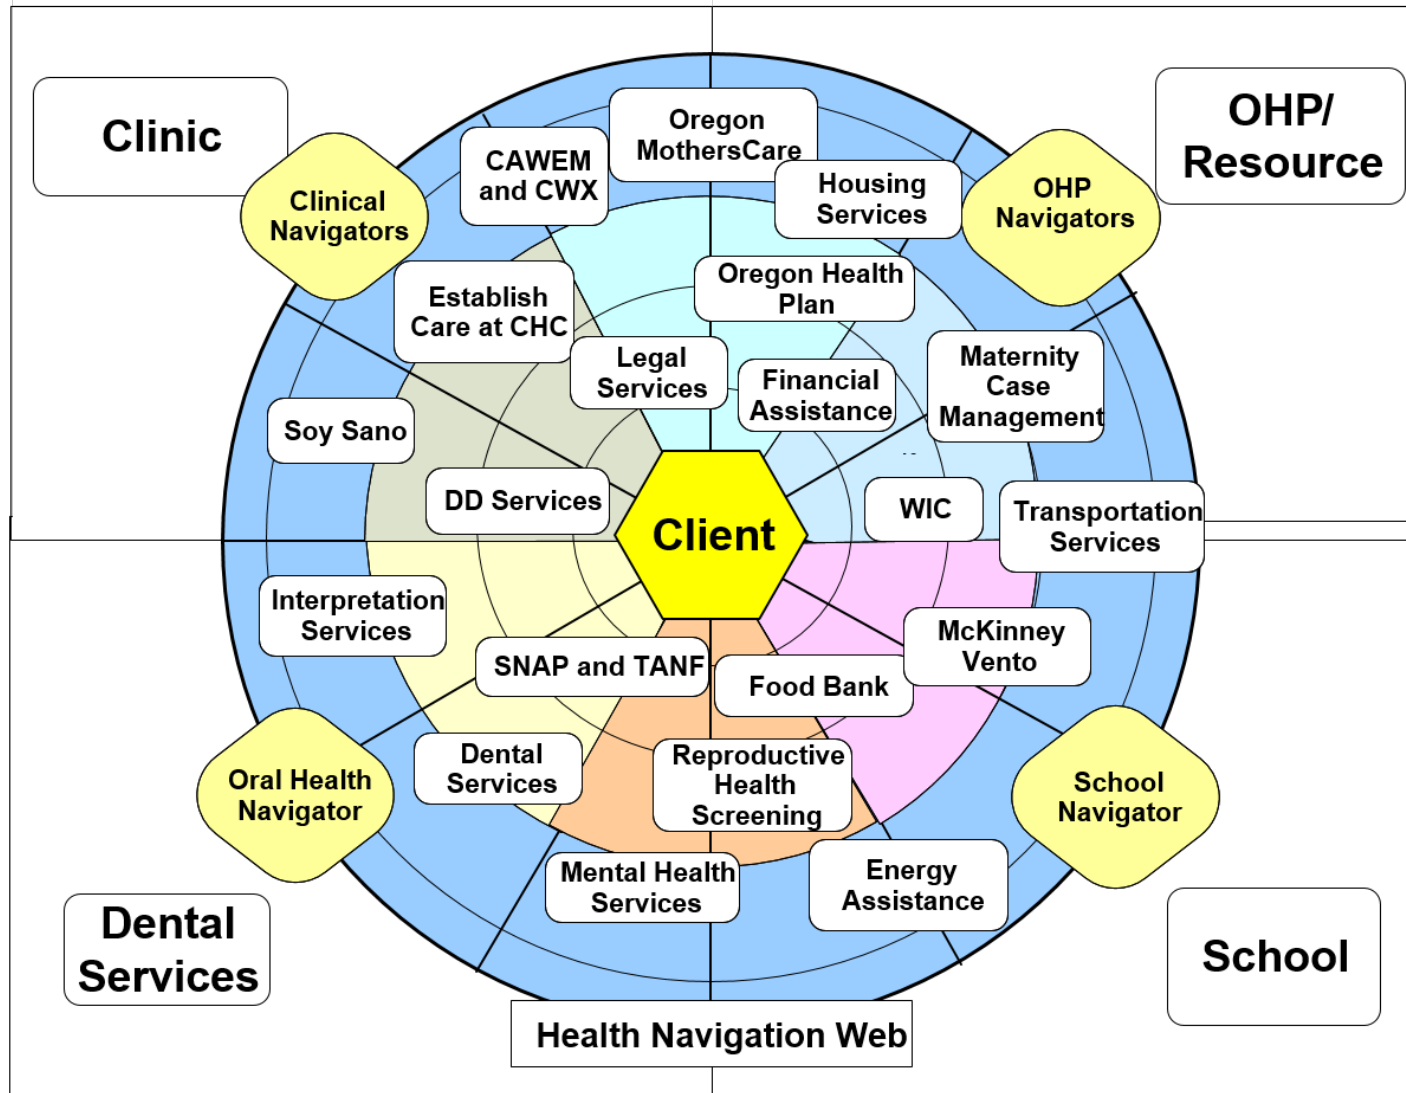 Clinic
OHP/
Resource
Oregon
MothersCare
CAWEM
and CWX
Housing
Services
Clinical
Navigators
OHP
Navigators
Establish
Care at CHC
Oregon Health
Plan
Legal
Services
Financial
Assistance
Maternity
Case
Management
Soy Sano
DD Services
WIC
Transportation
Services
Client
Interpretation
Services
SNAP and TANF
Food Bank
McKinney
Vento
Dental
Services
Reproductive
Health
Screening
Oral Health
Navigator
School
Navigator
Mental Health
Services
Energy
Assistance
Dental
Services
School
Health Navigation Web